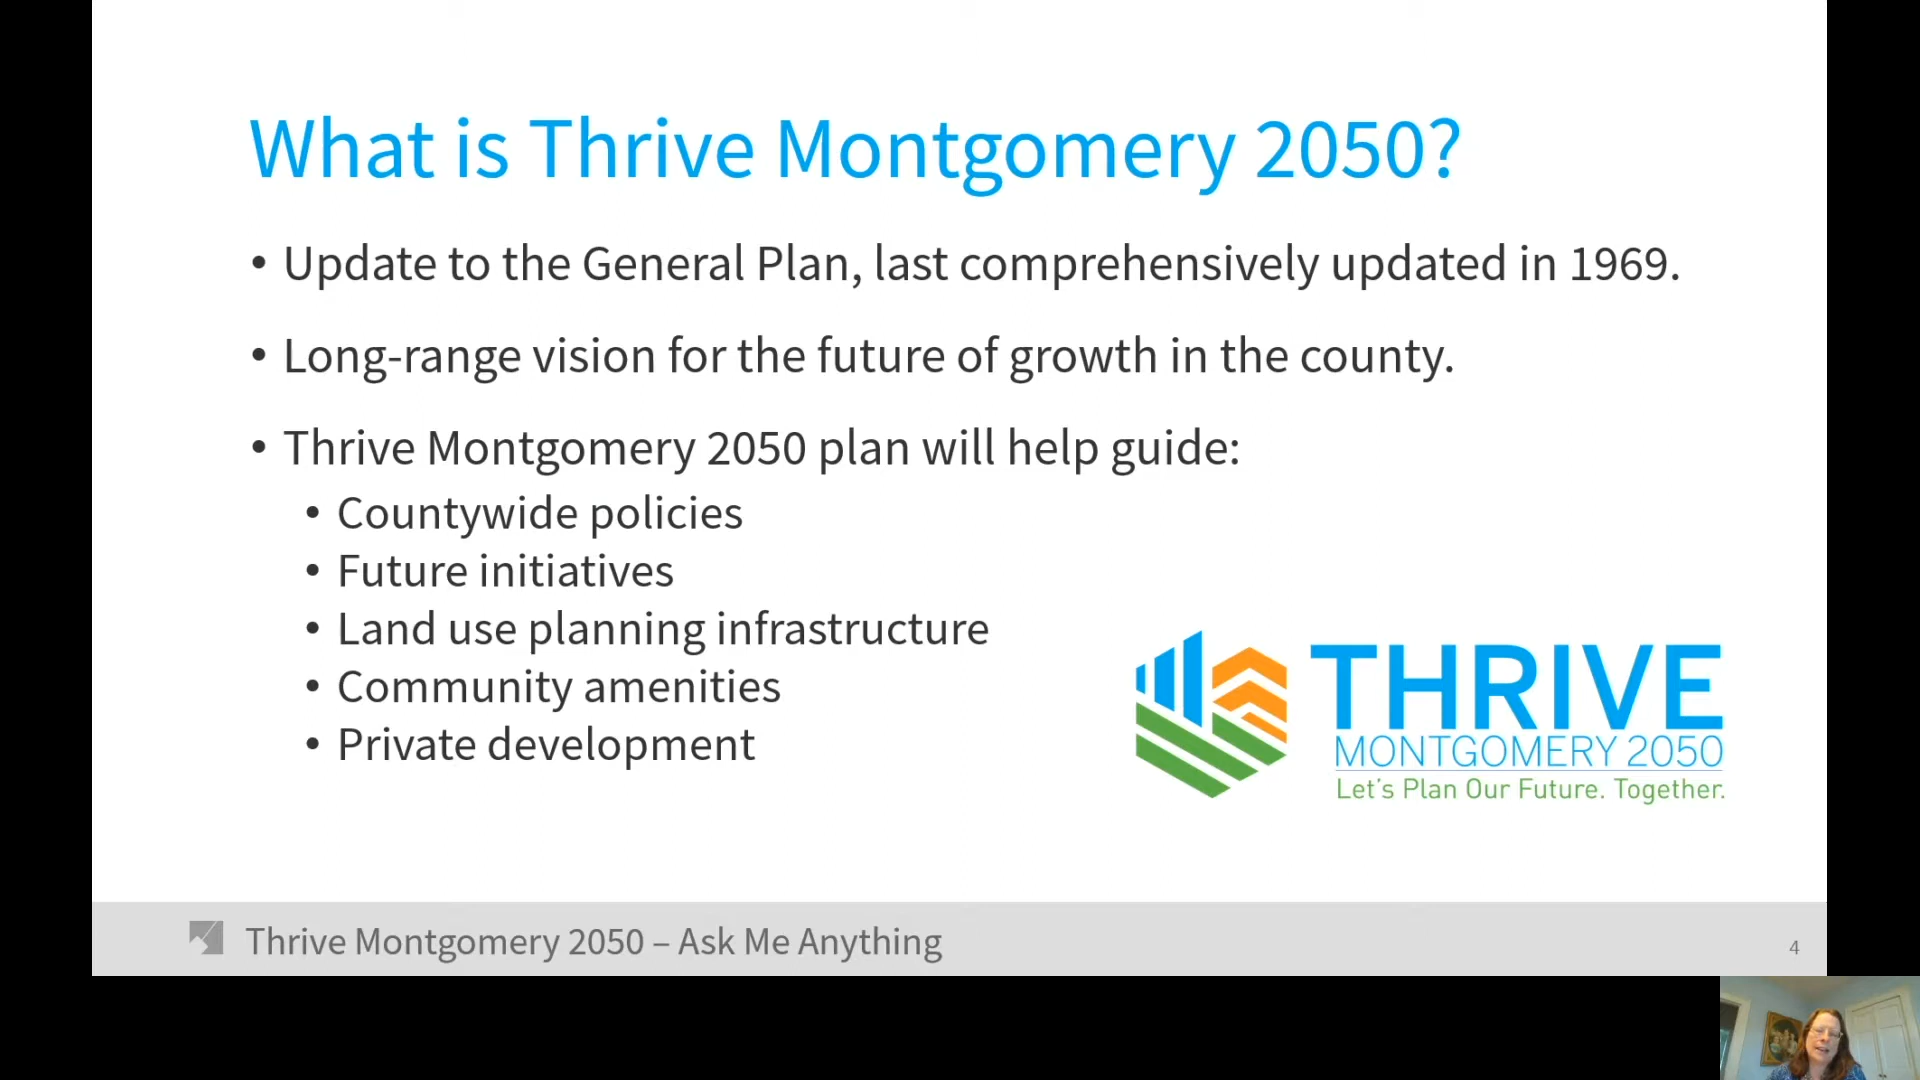 What is Thrive Montgomery 2050?
• Update to the General Plan, last comprehensively updated in 1969.
• Long-range vision for the future of growth in the county.
• Thrive Montgomery 2050 plan will help guide:
• Countywide policies
• Future initiatives
• Land use planning infrastructure
• Community amenities
• Private development
THRIVE
MONTGOMERY 2050
Let's Plan Our Future. Together.
Thrive Montgomery 2050 – Ask Me Anything
4